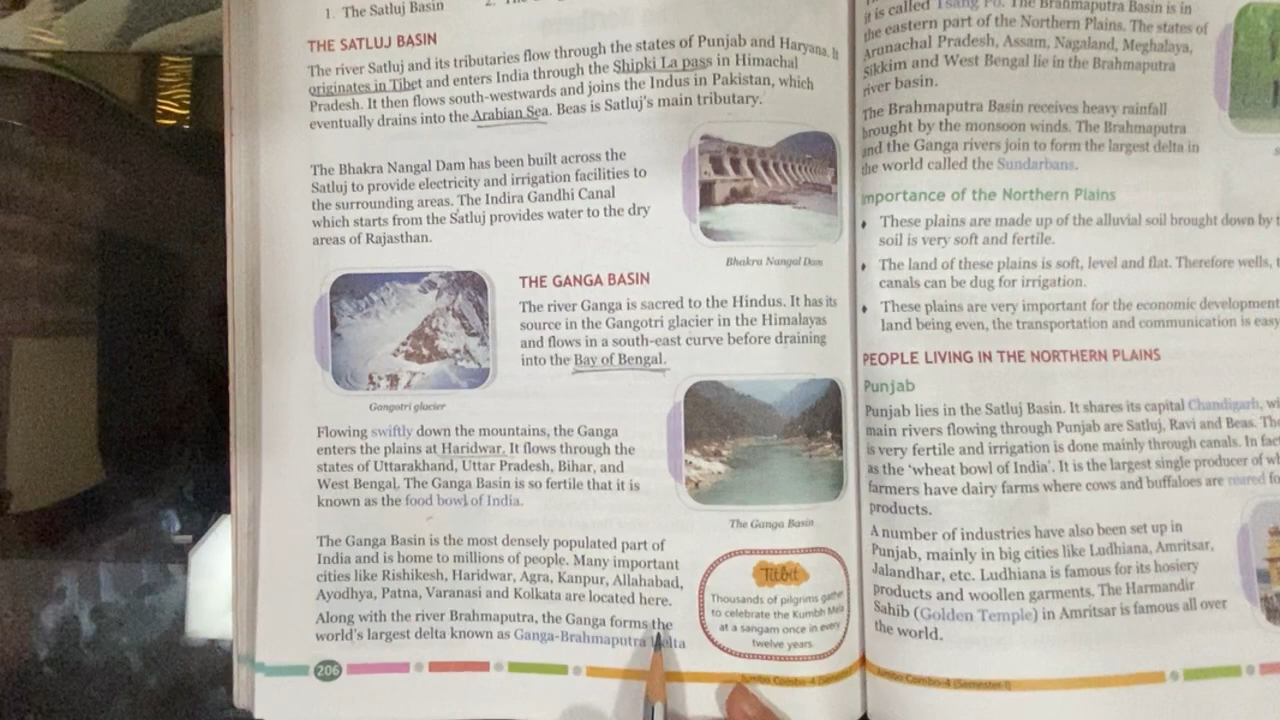 1. The Satluj Basin
2.
THE SATLUJ BASIN
The river Satluj and its tributaries flow through the states of Punjab and Haryana. It
originates in Tibet and enters India through the Shipki La pass in Himachal
Pradesh. It then flows south-westwards and joins the Indus in Pakistan, which
eventually drains into the Arabian Sea. Beas is Satluj's main tributary.
The Bhakra Nangal Dam has been built across the
Satluj to provide electricity and irrigation facilities to
the surrounding areas. The Indira Gandhi Canal
which starts from the Satluj provides water to the dry
areas of Rajasthan.
Bhakra Nangal Dam
THE GANGA BASIN
The river Ganga is sacred to the Hindus. It has its
source in the Gangotri glacier in the Himalayas
and flows in a south-east curve before draining
into the Bay of Bengal.
Gangotri glacier
Flowing swiftly down the mountains, the Ganga
enters the plains at Haridwar. It flows through the
states of Uttarakhand, Uttar Pradesh, Bihar, and
West Bengal. The Ganga Basin is so fertile that it is
known as the food bowl of India.
The Ganga Basin
The Ganga Basin is the most densely populated part of
India and is home to millions of people. Many important
cities like Rishikesh, Haridwar, Agra, Kanpur, Allahabad,
Ayodhya, Patna, Varanasi and Kolkata are located here.
Along with the river Brahmaputra, the Ganga forms the
world's largest delta known as Ganga-Brahmaputra Delta
Titbit
Thousands of pilgrims gather
to celebrate the Kumbh Mela
at a sangam once in every
twelve years.
206
Jumbo Combo-4 (Semester
it is called Tsang Po. The Brahmaputra Basin is in
the eastern part of the Northern Plains. The states of
Arunachal Pradesh, Assam, Nagaland, Meghalaya,
Sikkim and West Bengal lie in the Brahmaputra
river basin.
The Brahmaputra Basin receives heavy rainfall
brought by the monsoon winds. The Brahmaputra
and the Ganga rivers join to form the largest delta in
the world called the Sundarbans.
Importance of the Northern Plains
These plains are made up of the alluvial soil brought down by
soil is very soft and fertile.
The land of these plains is soft, level and flat. Therefore wells,
canals can be dug for irrigation.
These plains are very important for the economic development
land being even, the transportation and communication is easy
PEOPLE LIVING IN THE NORTHERN PLAINS
Punjab
Punjab lies in the Satluj Basin. It shares its capital Chandigarh,
main rivers flowing through Punjab are Satluj, Ravi and Beas.
is very fertile and irrigation is done mainly through canals. In
as the 'wheat bowl of India'. It is the largest single producer of
farmers have dairy farms where cows and buffaloes are reared
products.
A number of industries have also been set up in
Punjab, mainly in big cities like Ludhiana, Amritsar,
Jalandhar, etc. Ludhiana is famous for its hosiery
products and woollen garments. The Harmandir
Sahib (Golden Temple) in Amritsar is famous all over
the world.
Jumbo Combo-4 (Semester-1)